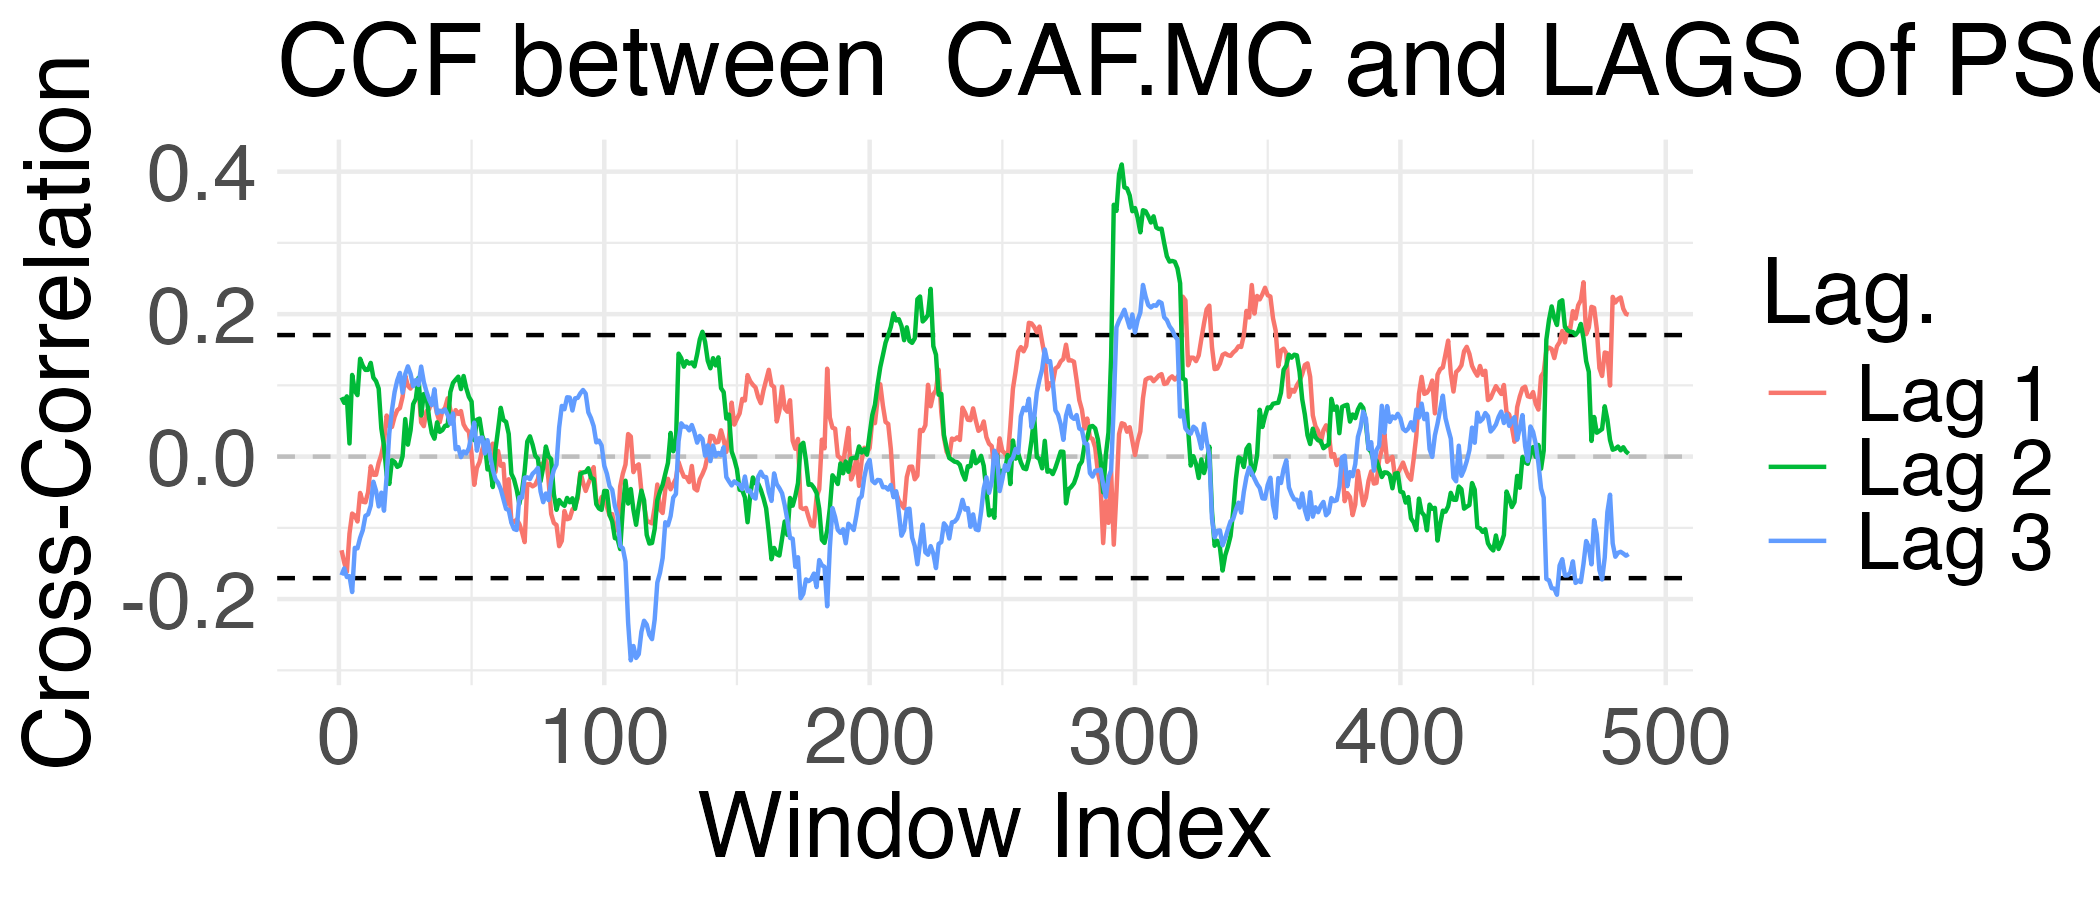 CCF between  CAF.MC and LAGS of
Cross-Correlation
0.4
0.2
0.0
-0.2
0
100
200
300
400
500
Window Index
Lag.
Lag 1
Lag 2
Lag 3